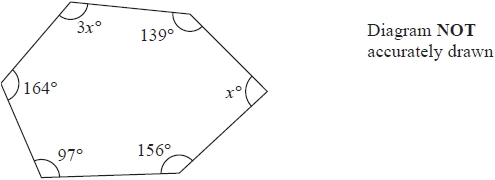 3x°
139°
Diagram NOT
accurately drawn
164°
x°
97°
156°